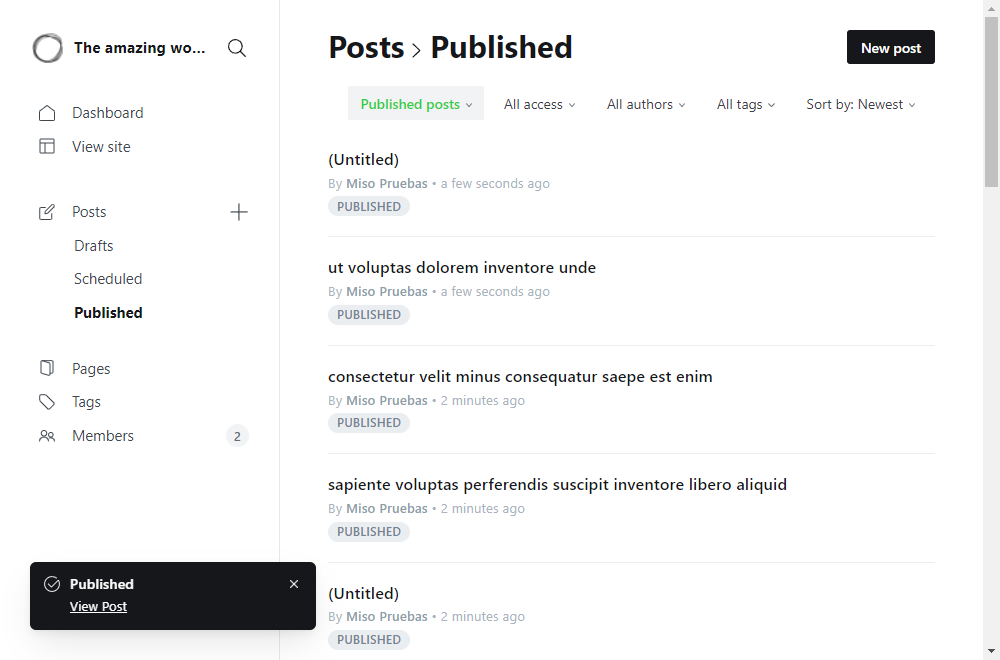 The amazing wo...
Dashboard
View site
Posts
Drafts
Scheduled
Published
Pages
Tags
Members 2
Published
View Post
Posts > Published
New post
Published posts All access All authors All tags Sort by: Newest
(Untitled)
By Miso Pruebas • a few seconds ago
PUBLISHED
ut voluptas dolorem inventore unde
By Miso Pruebas • a few seconds ago
PUBLISHED
consectetur velit minus consequatur saepe est enim
By Miso Pruebas • 2 minutes ago
PUBLISHED
sapiente voluptas perferendis suscipit inventore libero aliquid
By Miso Pruebas • 2 minutes ago
PUBLISHED
(Untitled)
By Miso Pruebas • 2 minutes ago
PUBLISHED